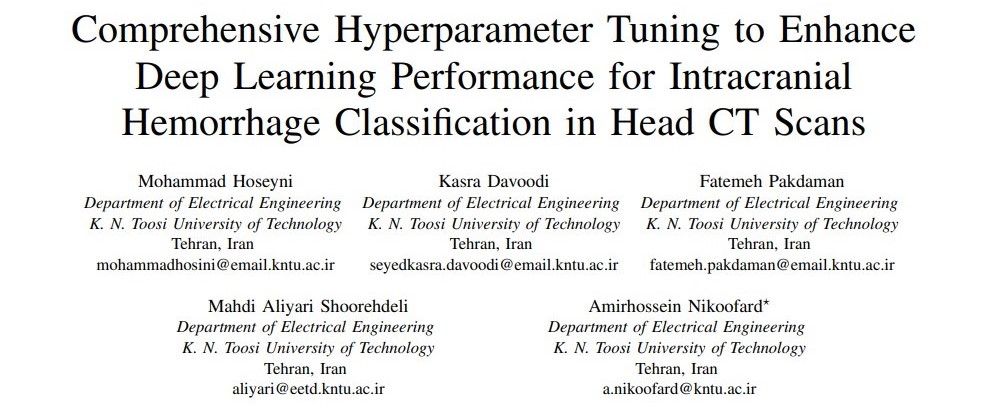 Comprehensive Hyperparameter Tuning to Enhance
Deep Learning Performance for Intracranial
Hemorrhage Classification in Head CT Scans
Mohammad Hoseyni
Department of Electrical Engineering
K. N. Toosi University of Technology
Tehran, Iran
mohammadhosini@email.kntu.ac.ir
Kasra Davoodi
Department of Electrical Engineering
K. N. Toosi University of Technology
Tehran, Iran
seyedkasra.davoodi@email.kntu.ac.ir
Fatemeh Pakdaman
Department of Electrical Engineering
K. N. Toosi University of Technology
Tehran, Iran
fatemeh.pakdaman@email.kntu.ac.ir
Mahdi Aliyari Shoorehdeli
Department of Electrical Engineering
K. N. Toosi University of Technology
Tehran, Iran
aliyari@eetd.kntu.ac.ir
Amirhossein Nikoofard*
Department of Electrical Engineering
K. N. Toosi University of Technology
Tehran, Iran
a.nikoofard@kntu.ac.ir